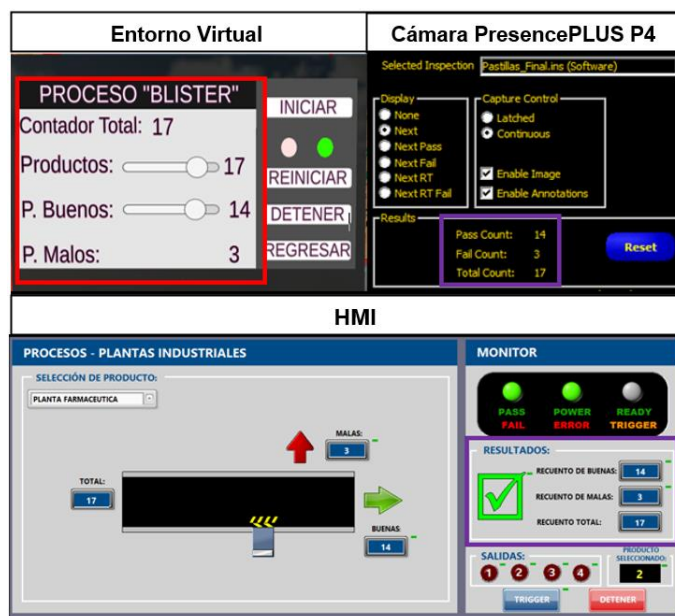 Entorno Virtual
Cámara PresencePLUS P4
PROCESO "BLISTER"
Contador Total: 17
Productos: 17
P. Buenos: 14
P. Malos: 3
INICIAR
REINICIAR
DETENER
REGRESAR
Selected Inspection Pastillas_Final.ins (Software)
Display
None
Next
Next Pass
Next Fail
Next RT
Next RT Fail
Capture Control
Latched
Continuous
Enable Image
Enable Annotations
Results
Pass Count: 14
Fail Count: 3
Total Count: 17
Reset
HMI
PROCESOS - PLANTAS INDUSTRIALES
SELECCIÓN DE PRODUCTO:
PLANTA FARMACEUTICA
MALAS:
3
TOTAL:
17
BUENAS:
14
MONITOR
PASS POWER READY
FAIL ERROR TRIGGER
RESULTADOS:
RECUENTO DE BUENAS: 14
RECUENTO DE MALAS: 3
RECUENTO TOTAL: 17
SALIDAS:
1 2 3 4
PRODUCTO
SELECCIONADO:
2
TRIGGER
DETENER